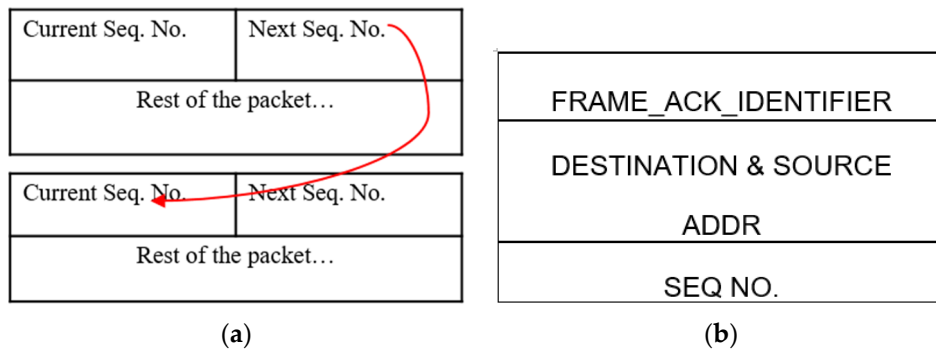 Current Seq. No. Next Seq. No.
Rest of the packet…
Current Seq. No. Next Seq. No.
Rest of the packet…
(a)
FRAME_ACK_IDENTIFIER
DESTINATION & SOURCE
ADDR
SEQ NO.
(b)